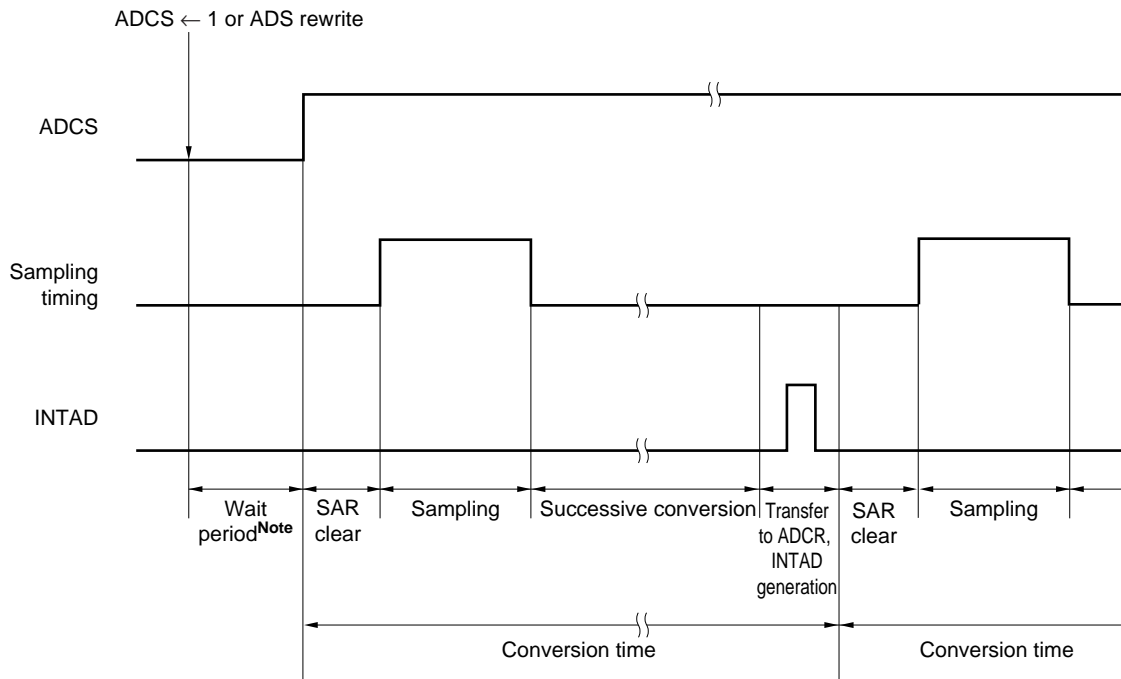 ADCS ← 1 or ADS rewrite
ADCS
Sampling
timing
INTAD
Wait
periodNote
SAR
clear
Sampling
Successive conversion
Transfer
to ADCR,
INTAD
generation
SAR
clear
Sampling
Conversion time
Conversion time